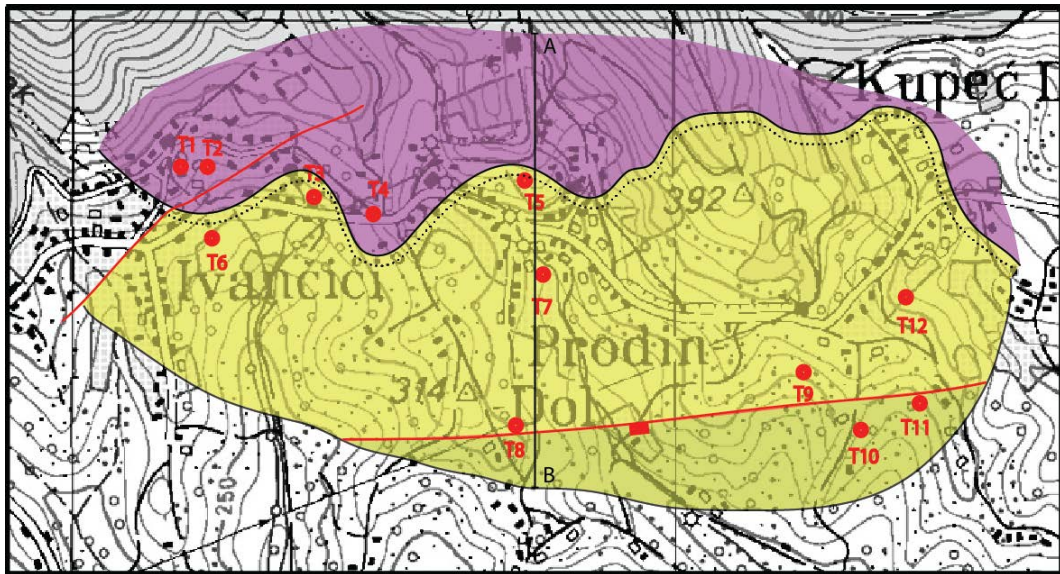 400
A
Kupeć D
T1
T2
T3
T4
T5
392
T6
Ivančići
T7
T12
Prodin
314
Dol
T9
T11
T8
T10
B
250